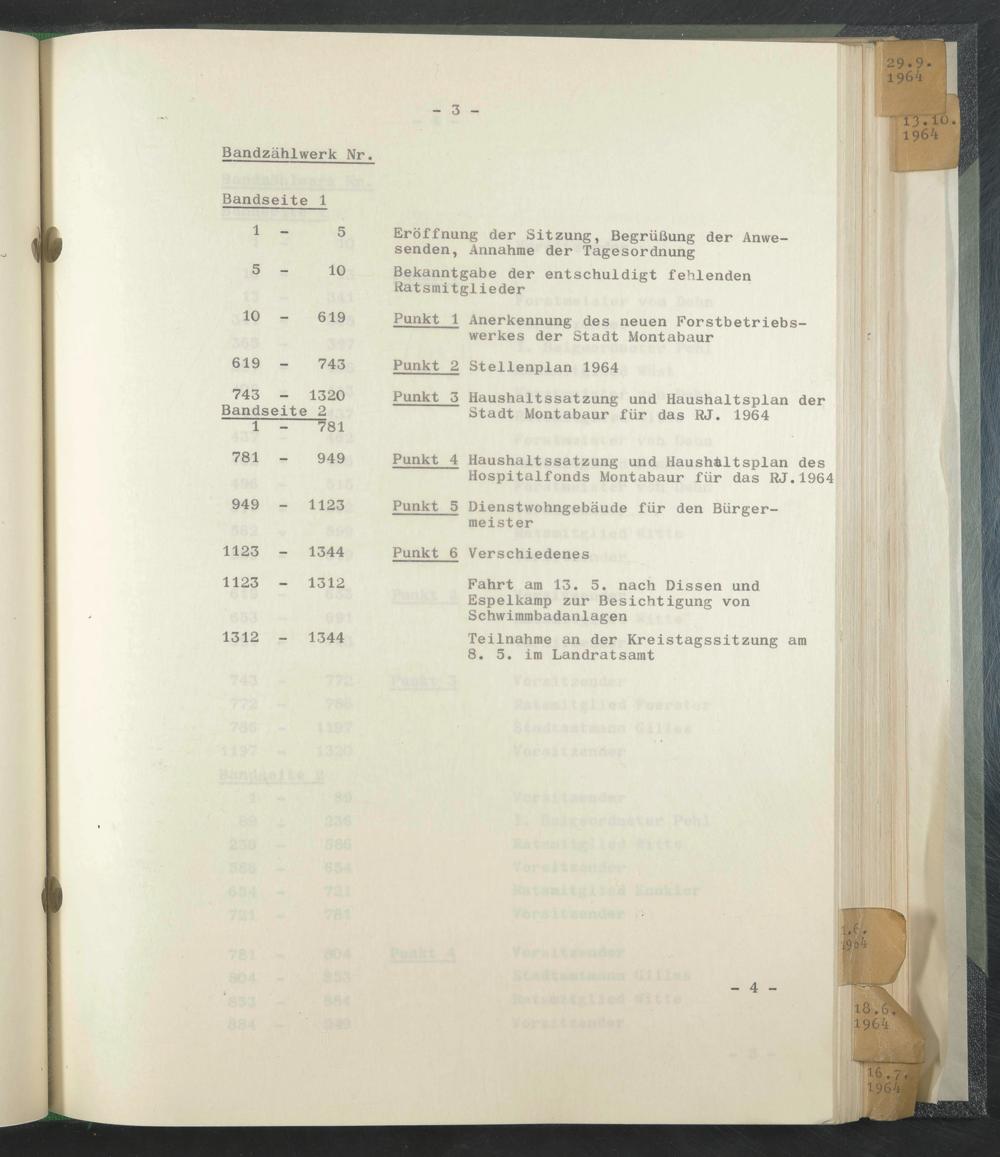 - 3 -
Bandzählwerk Nr.
Bandseite 1
1 - 5 Eröffnung der Sitzung, Begrüßung der Anwe-
senden, Annahme der Tagesordnung
5 - 10 Bekanntgabe der entschuldigt fehlenden
Ratsmitglieder
10 - 619 Punkt 1 Anerkennung des neuen Forstbetriebs-
werkes der Stadt Montabaur
619 - 743 Punkt 2 Stellenplan 1964
743 - 1320 Punkt 3 Haushaltssatzung und Haushaltsplan der
Bandseite 2 Stadt Montabaur für das RJ. 1964
1 - 781
781 - 949 Punkt 4 Haushaltssatzung und Haushaltsplan des
Hospitalfonds Montabaur für das RJ.1964
949 - 1123 Punkt 5 Dienstwohngebäude für den Bürger-
meister
1123 - 1344 Punkt 6 Verschiedenes
1123 - 1312 Fahrt am 13. 5. nach Dissen und
Espelkamp zur Besichtigung von
Schwimmbadanlagen
1312 - 1344 Teilnahme an der Kreistagssitzung am
8. 5. im Landratsamt
- 4 -
29.9.
1964
13.10.
1964
1.6.
1964
18.6.
1964
16.7.
1964